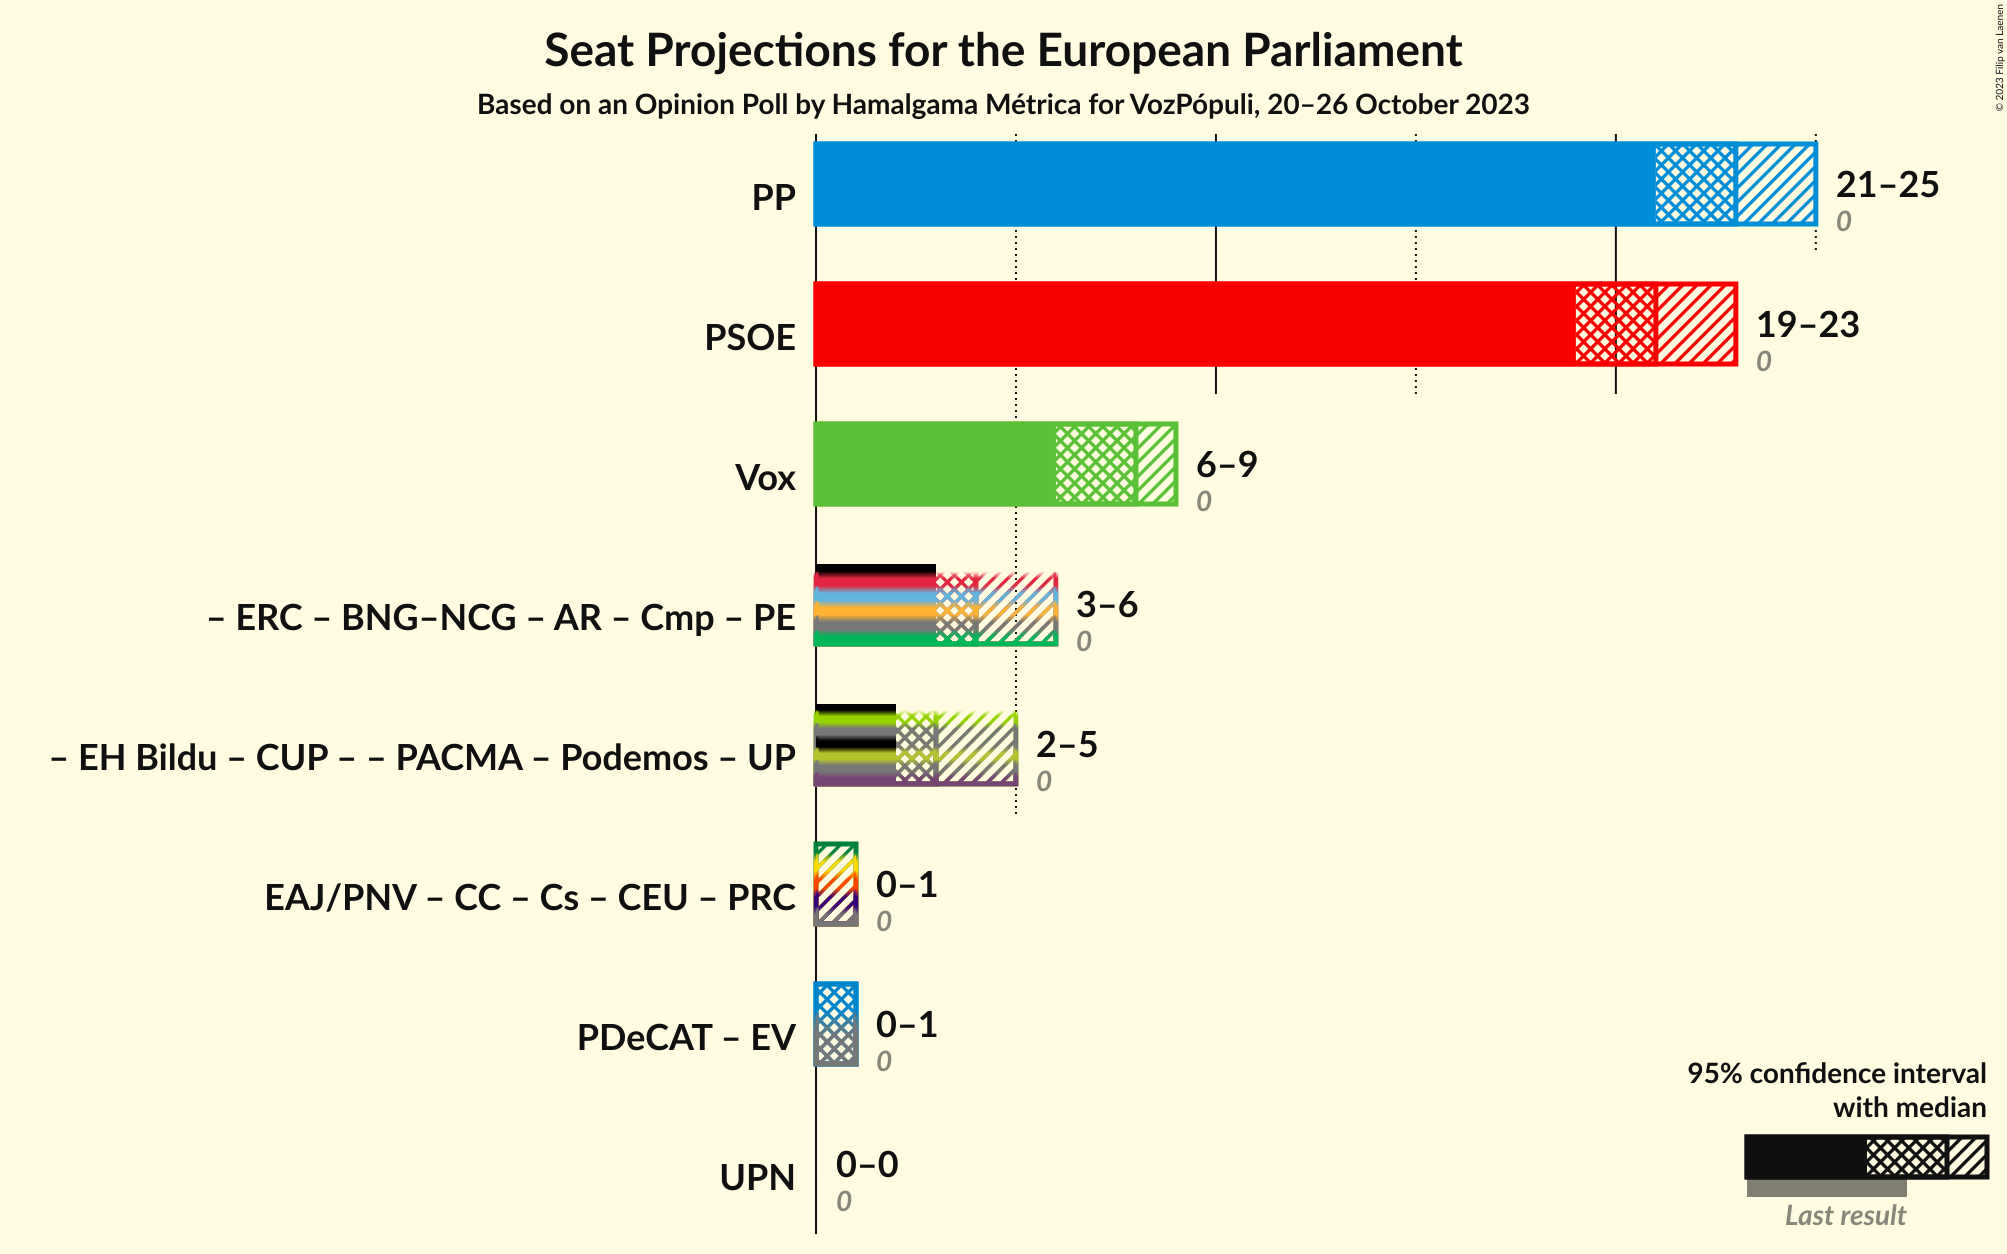 Seat Projections for the European Parliament
Based on an Opinion Poll by Hamalgama Métrica for VozPópuli, 20–26 October 2023
© 2023 Filip van Laenen
PP
21–25
0
PSOE
19–23
0
Vox
6–9
0
– ERC – BNG–NCG – AR – Cmp – PE
3–6
0
– EH Bildu – CUP – – PACMA – Podemos – UP
2–5
0
EAJ/PNV – CC – Cs – CEU – PRC
0–1
0
PDeCAT – EV
0–1
0
UPN
0–0
0
95% confidence interval
with median
Last result